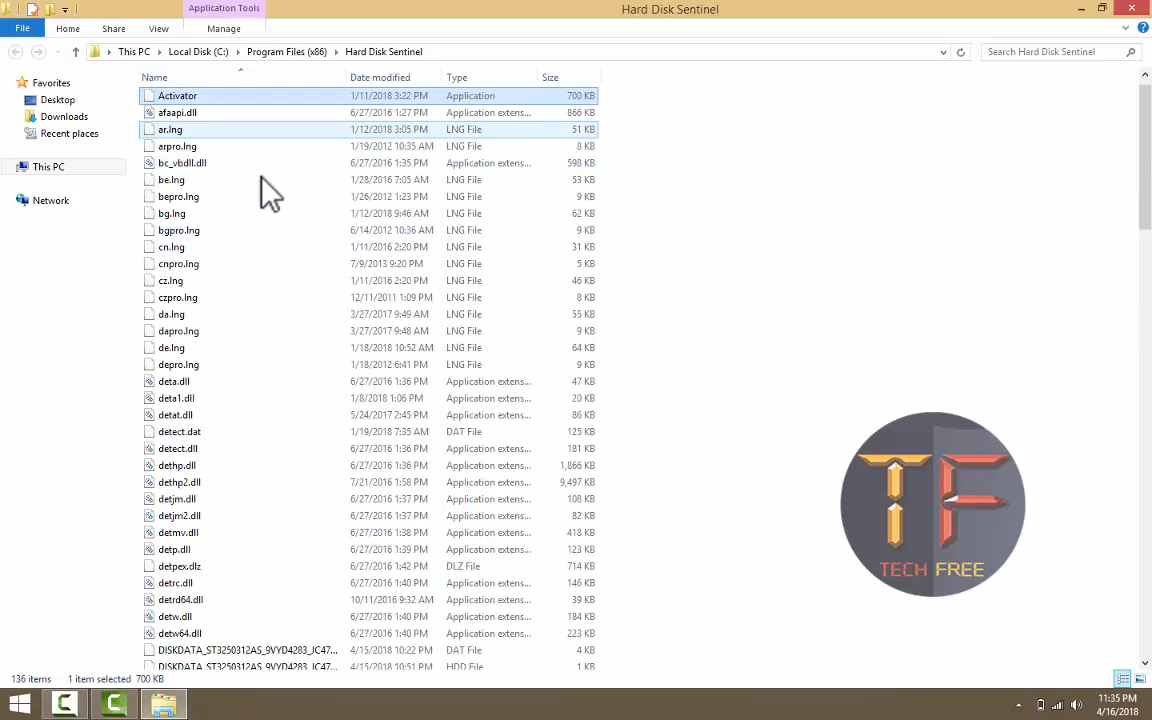 Application Tools
Hard Disk Sentinel
File Home Share View Manage
This PC Local Disk (C:) Program Files (x86) Hard Disk Sentinel
Search Hard Disk Sentinel
Favorites
Desktop
Downloads
Recent places
This PC
Network
Name Date modified Type Size
Activator 1/11/2018 3:22 PM Application 700 KB
afaapi.dll 6/27/2016 1:27 PM Application extens... 866 KB
ar.lng 1/12/2018 3:05 PM LNG File 51 KB
arpro.lng 1/19/2012 10:35 AM LNG File 8 KB
bc_vbdll.dll 6/27/2016 1:35 PM Application extens... 598 KB
be.lng 1/28/2016 7:05 AM LNG File 53 KB
bepro.lng 1/26/2012 1:23 PM LNG File 9 KB
bg.lng 1/12/2018 9:46 AM LNG File 62 KB
bgpro.lng 6/14/2012 10:36 AM LNG File 9 KB
cn.lng 1/11/2016 2:20 PM LNG File 31 KB
cnpro.lng 7/9/2013 9:20 PM LNG File 5 KB
cz.lng 1/11/2016 2:20 PM LNG File 46 KB
czpro.lng 12/11/2011 1:09 PM LNG File 8 KB
da.lng 3/27/2017 9:49 AM LNG File 55 KB
dapro.lng 3/27/2017 9:48 AM LNG File 9 KB
de.lng 1/18/2018 10:52 AM LNG File 64 KB
depro.lng 1/18/2012 6:41 PM LNG File 9 KB
deta.dll 6/27/2016 1:36 PM Application extens... 47 KB
deta1.dll 1/8/2018 1:06 PM Application extens... 20 KB
detat.dll 5/24/2017 2:45 PM Application extens... 86 KB
detect.dat 1/19/2018 7:35 AM DAT File 125 KB
detect.dll 6/27/2016 1:36 PM Application extens... 181 KB
dethp.dll 6/27/2016 1:36 PM Application extens... 1,866 KB
dethp2.dll 7/21/2016 1:58 PM Application extens... 9,497 KB
detjm.dll 6/27/2016 1:37 PM Application extens... 108 KB
detjm2.dll 6/27/2016 1:37 PM Application extens... 82 KB
detmv.dll 6/27/2016 1:38 PM Application extens... 418 KB
detp.dll 6/27/2016 1:39 PM Application extens... 123 KB
detpex.dlz 6/27/2016 1:42 PM DLZ File 714 KB
detrc.dll 6/27/2016 1:40 PM Application extens... 146 KB
detrd64.dll 10/11/2016 9:32 AM Application extens... 39 KB
detw.dll 6/27/2016 1:40 PM Application extens... 184 KB
detw64.dll 6/27/2016 1:40 PM Application extens... 223 KB
DISKDATA_ST3250312AS_9VYD4283_JC47... 4/15/2018 10:22 PM DAT File 4 KB
DISKDATA_ST3250312AS_9VYD4283_JC47... 4/15/2018 10:51 PM HDD File 1 KB
TF
TECH FREE
136 items 1 item selected 700 KB
11:35 PM
4/16/2018